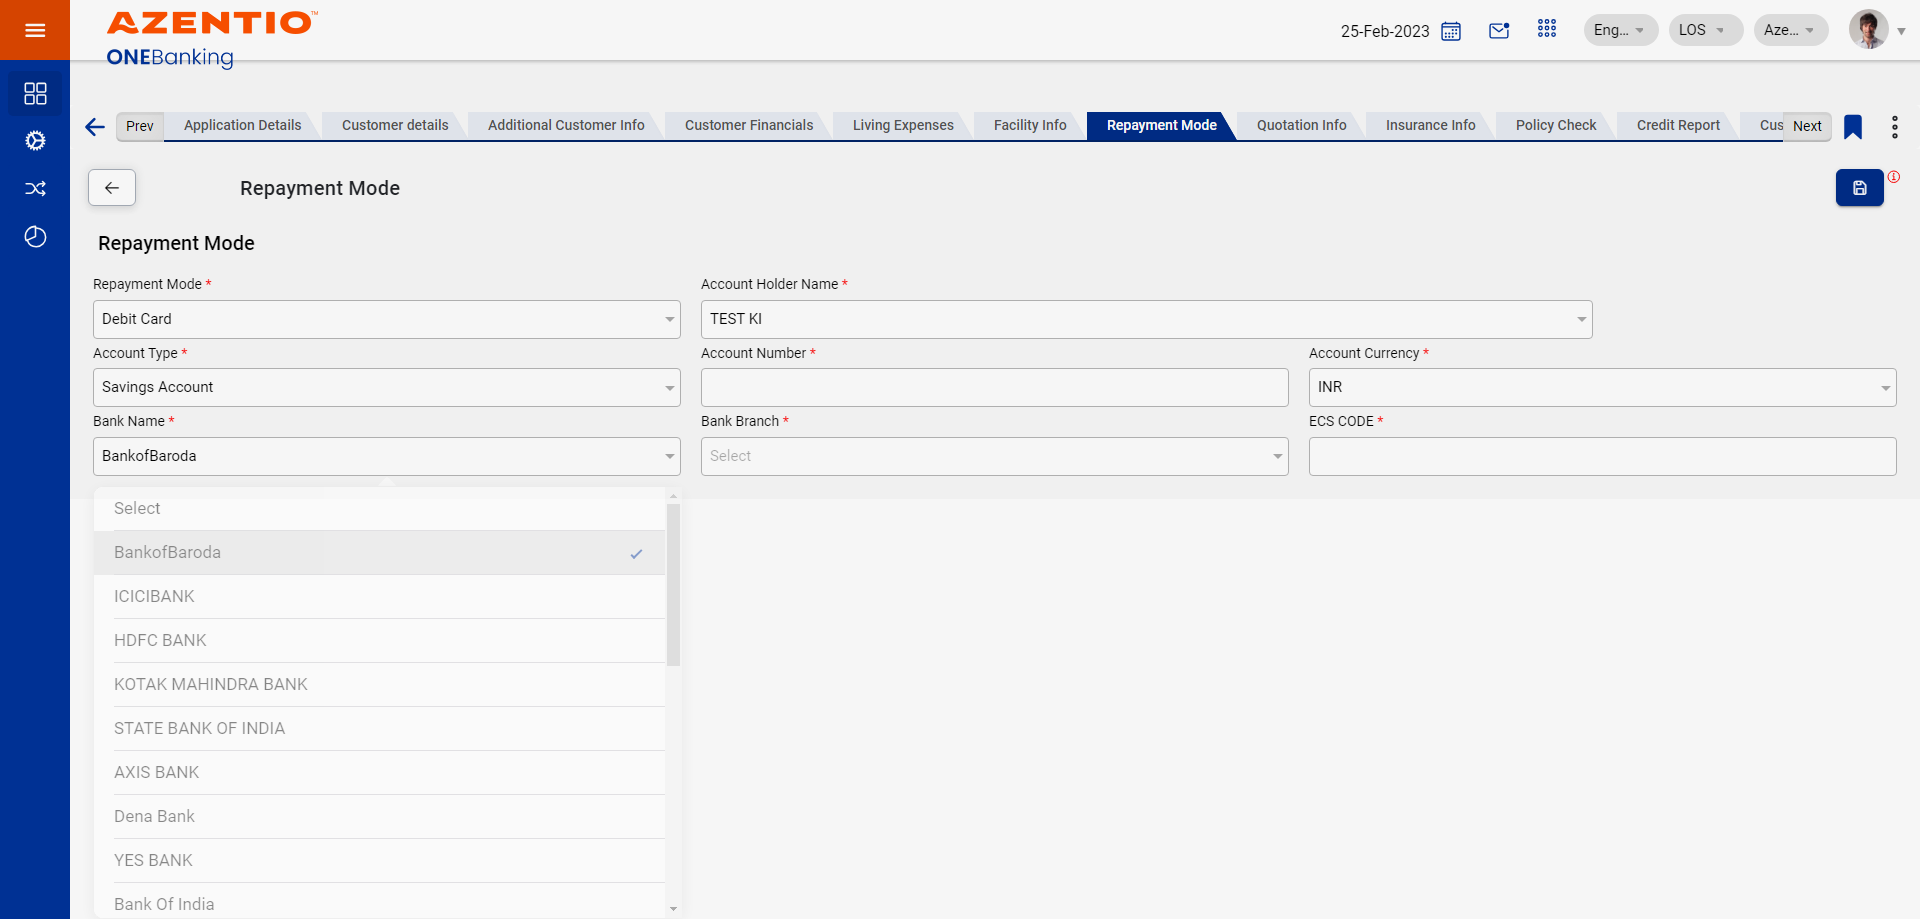 AZENTIO™
ONEBanking
25-Feb-2023
Eng...
LOS
Aze...
Prev
Application Details
Customer details
Additional Customer Info
Customer Financials
Living Expenses
Facility Info
Repayment Mode
Quotation Info
Insurance Info
Policy Check
Credit Report
Cus
Next
Repayment Mode
Repayment Mode
Repayment Mode *
Account Holder Name *
Debit Card
TEST KI
Account Type *
Account Number *
Account Currency *
Savings Account
INR
Bank Name *
Bank Branch *
ECS CODE *
BankofBaroda
Select
Select
BankofBaroda
ICICIBANK
HDFC BANK
KOTAK MAHINDRA BANK
STATE BANK OF INDIA
AXIS BANK
Dena Bank
YES BANK
Bank Of India